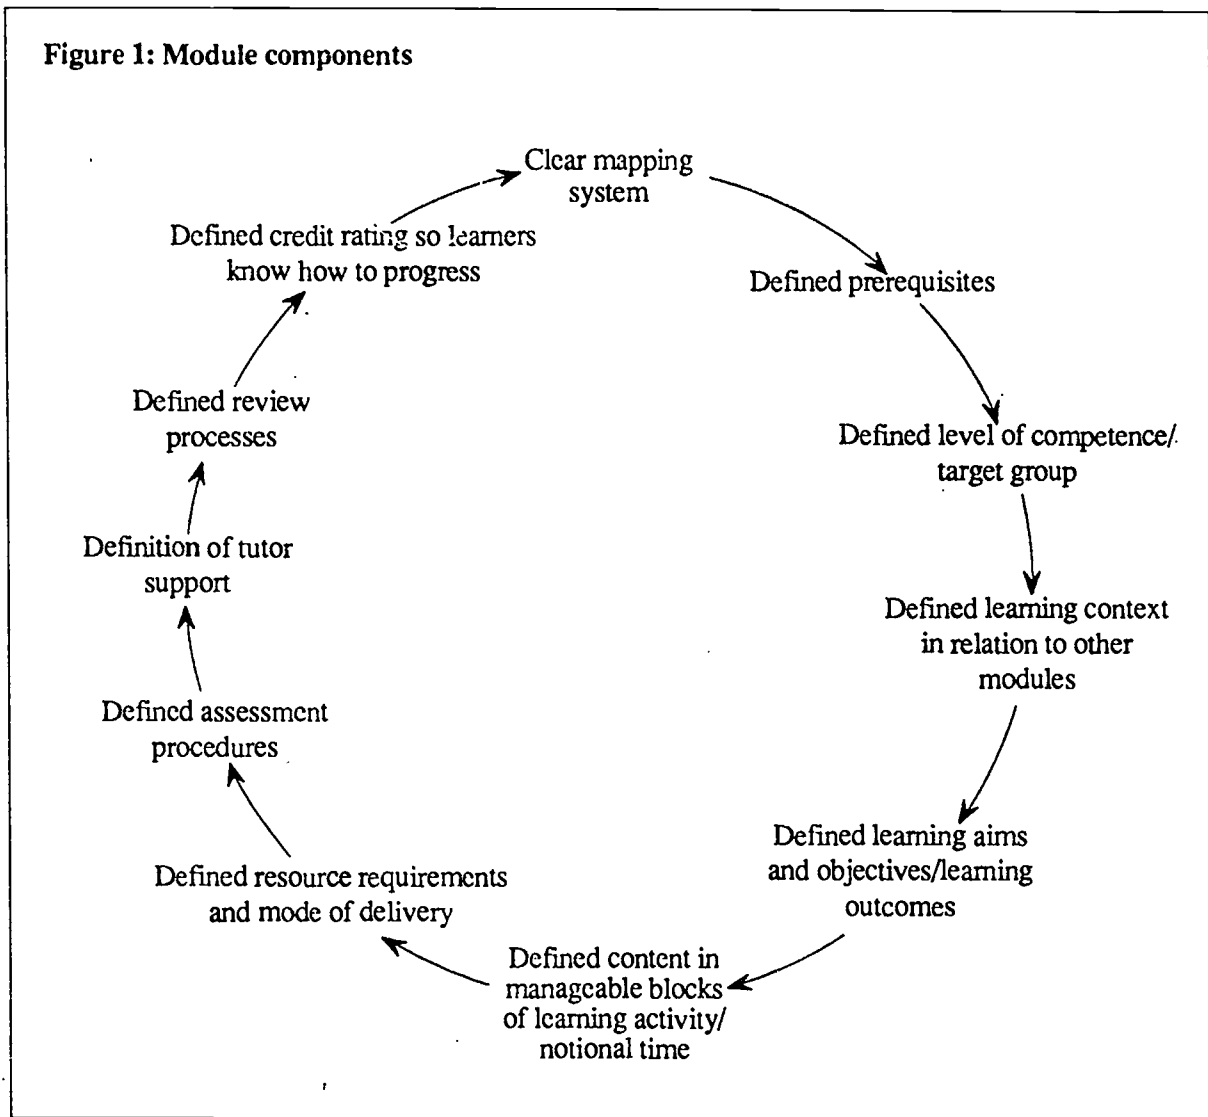 Figure 1: Module components
Clear mapping
system
Defined prerequisites
Defined level of competence/
target group
Defined learning context
in relation to other
modules
Defined learning aims
and objectives/learning
outcomes
Defined content in
manageable blocks
of learning activity/
notional time
Defined resource requirements
and mode of delivery
Defined assessment
procedures
Definition of tutor
support
Defined review
processes
Defined credit rating so learners
know how to progress